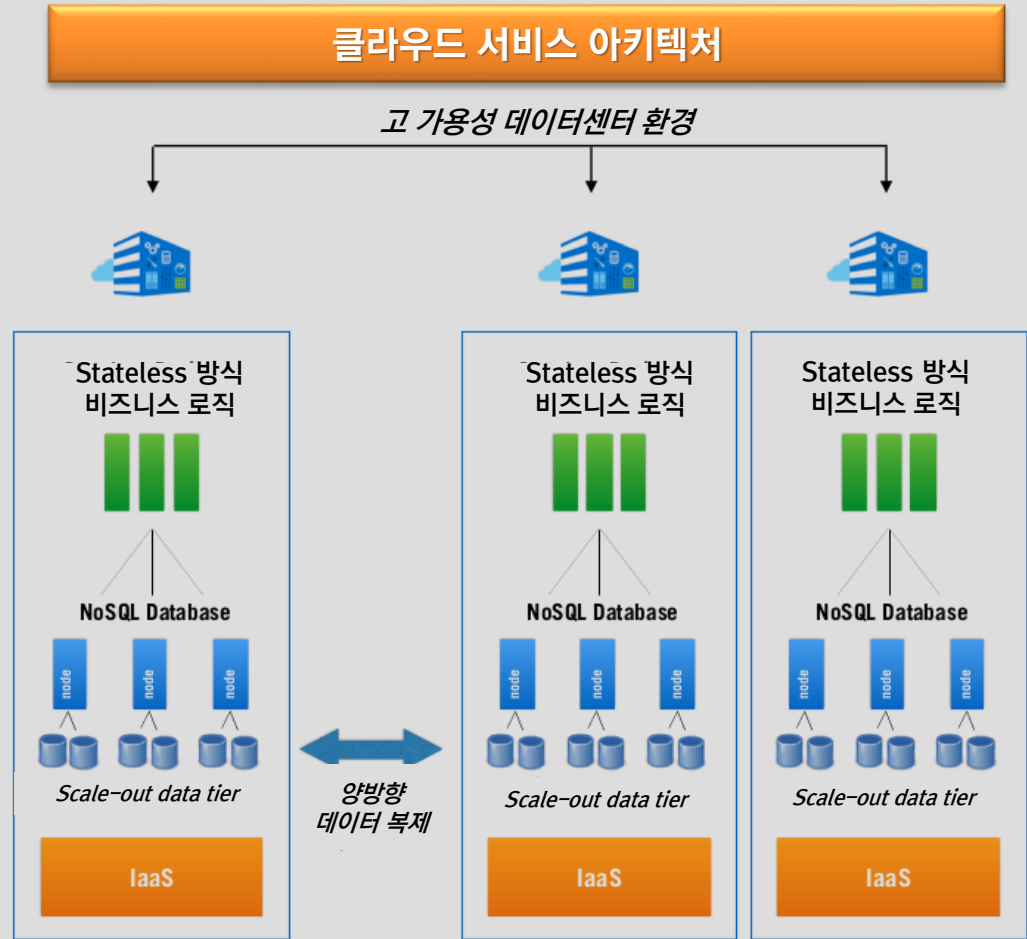 클라우드 서비스 아키텍처
고 가용성 데이터센터 환경
Stateless 방식
비즈니스 로직
NoSQL Database
node
node
node
Scale-out data tier
IaaS
양방향
데이터 복제
Stateless 방식
비즈니스 로직
NoSQL Database
node
node
node
Scale-out data tier
IaaS
Stateless 방식
비즈니스 로직
NoSQL Database
node
node
node
Scale-out data tier
IaaS